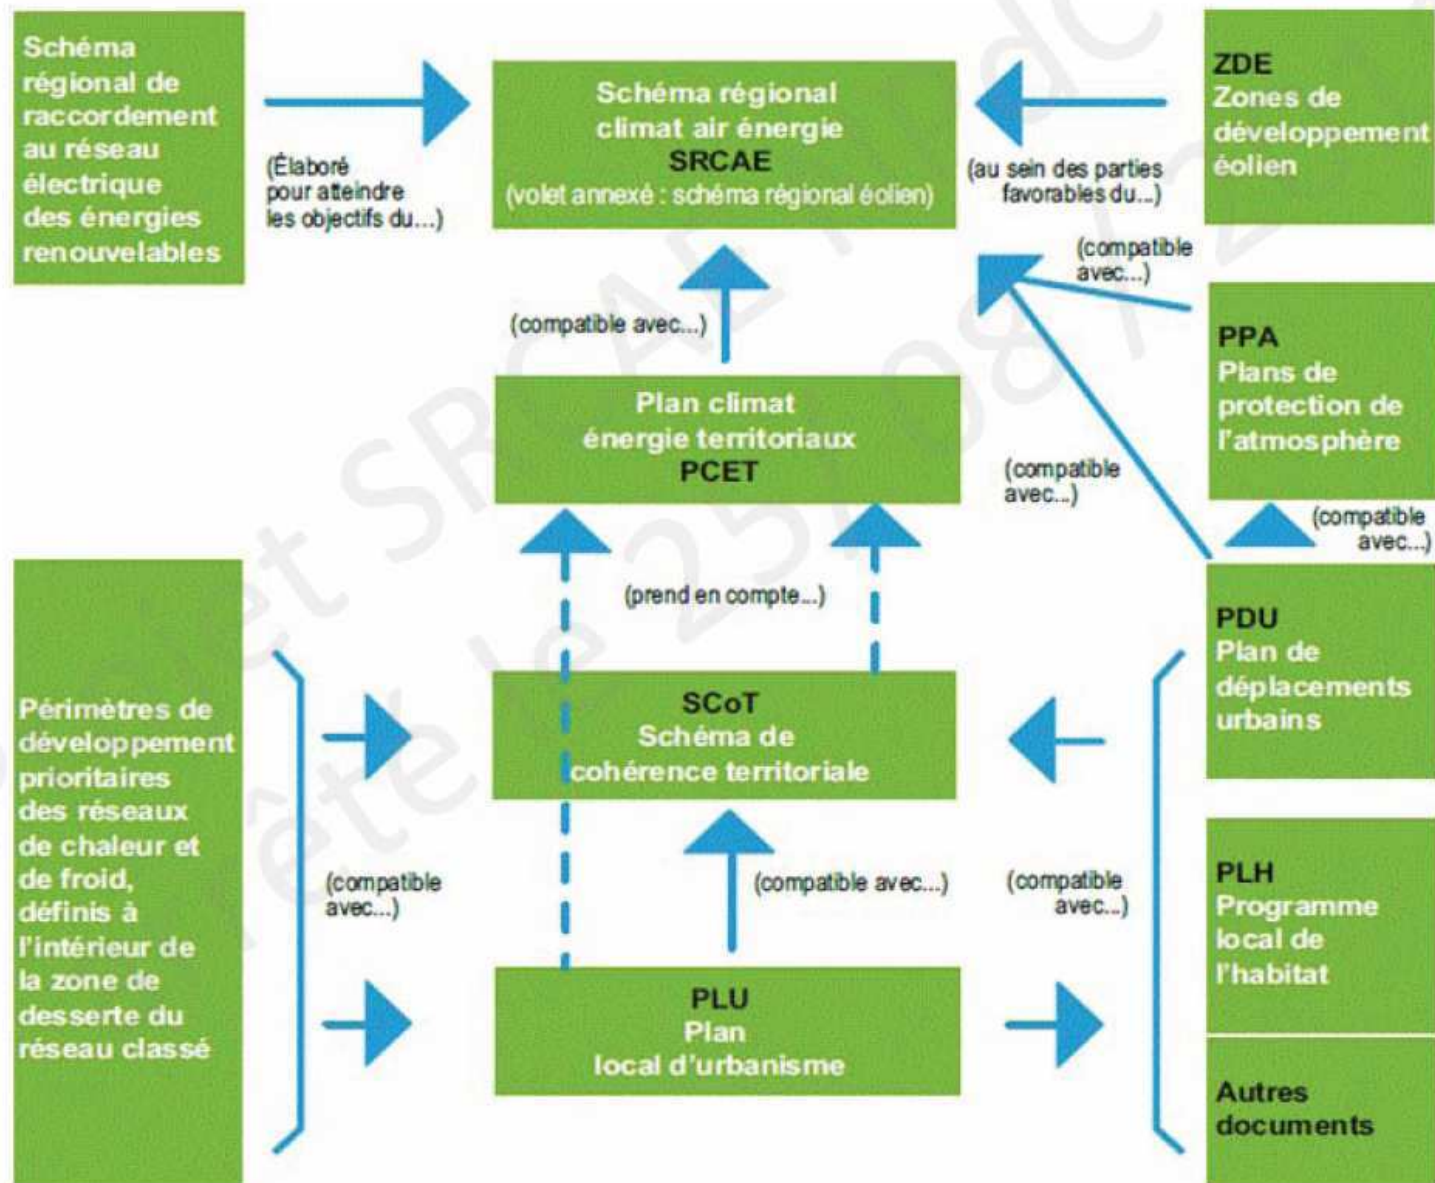 Schéma
régional de
raccordement
au réseau
électrique
des énergies
renouvelables
(Élaboré
pour atteindre
les objectifs du...)
Schéma régional
climat air énergie
SRCAE
(volet annexé : schéma régional éolien)
(au sein des parties
favorables du...)
ZDE
Zones de
développement
éolien
(compatible
avec...)
(compatible avec...)
PPA
Plans de
protection de
l'atmosphère
Plan climat
énergie territoriaux
PCET
(compatible
avec...)
(compatible
avec...)
(prend en compte...)
PDU
Plan de
déplacements
urbains
SCoT
Schéma de
cohérence territoriale
Périmètres de
développement
prioritaires
des réseaux
de chaleur et
de froid,
définis à
l'intérieur de
la zone de
desserte du
réseau classé
(compatible
avec...)
(compatible avec...)
(compatible
avec...)
PLH
Programme
local de
l'habitat
PLU
Plan
local d'urbanisme
Autres
documents